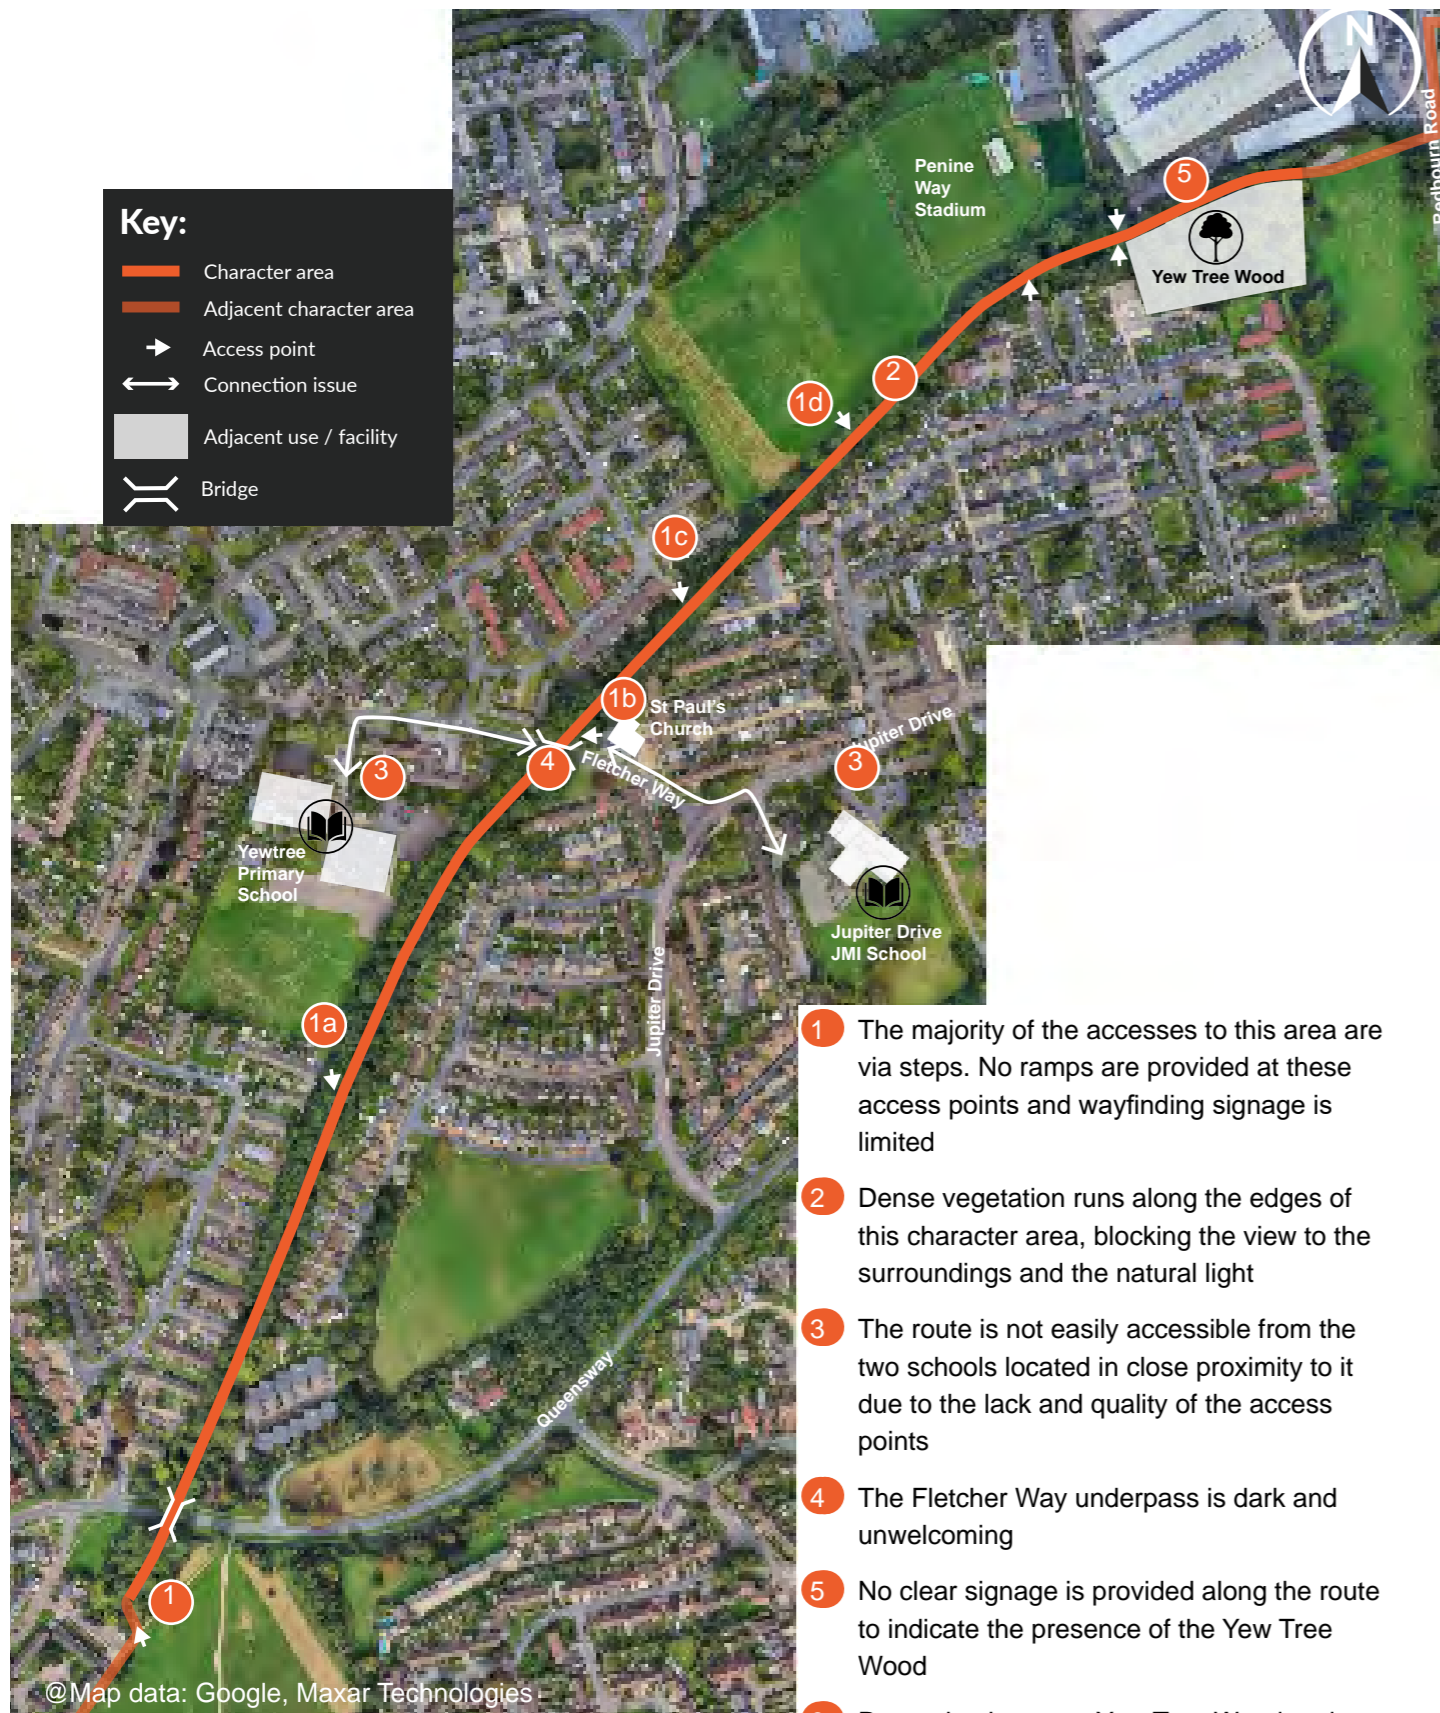 N
Redbourn Road
Penine
Way
Stadium
5
Yew Tree Wood
Key:
Character area
Adjacent character area
Access point
Connection issue
Adjacent use / facility
Bridge
2
1d
1c
1b
St Paul's
Church
Jupiter Drive
3
4
Fletcher Way
3
Yewtree
Primary
School
Jupiter Drive
JMI School
Jupiter Drive
1a
Queensway
1
@Map data: Google, Maxar Technologies
1 The majority of the accesses to this area are
via steps. No ramps are provided at these
access points and wayfinding signage is
limited
2 Dense vegetation runs along the edges of
this character area, blocking the view to the
surroundings and the natural light
3 The route is not easily accessible from the
two schools located in close proximity to it
due to the lack and quality of the access
points
4 The Fletcher Way underpass is dark and
unwelcoming
5 No clear signage is provided along the route
to indicate the presence of the Yew Tree
Wood